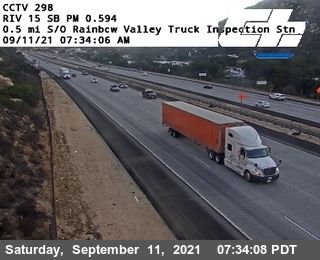 CCTV 298
RIV 15 SB PM 0.594
0.5 mi S/O Rainbow Valley Truck Inspection Stn
09/11/21 07:34:06 AM
Saturday, September 11, 2021 07:34:08 PDT